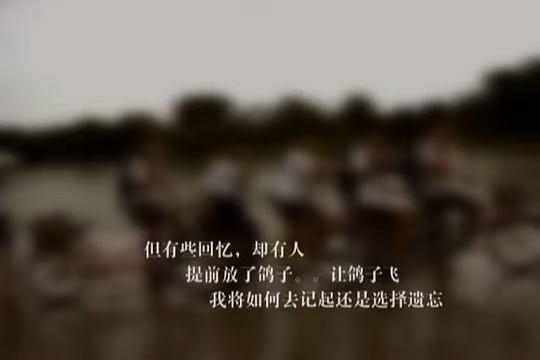 但有些回忆，却有人
提前放了鸽子。。让鸽子飞
我将如何去记起还是选择遗忘